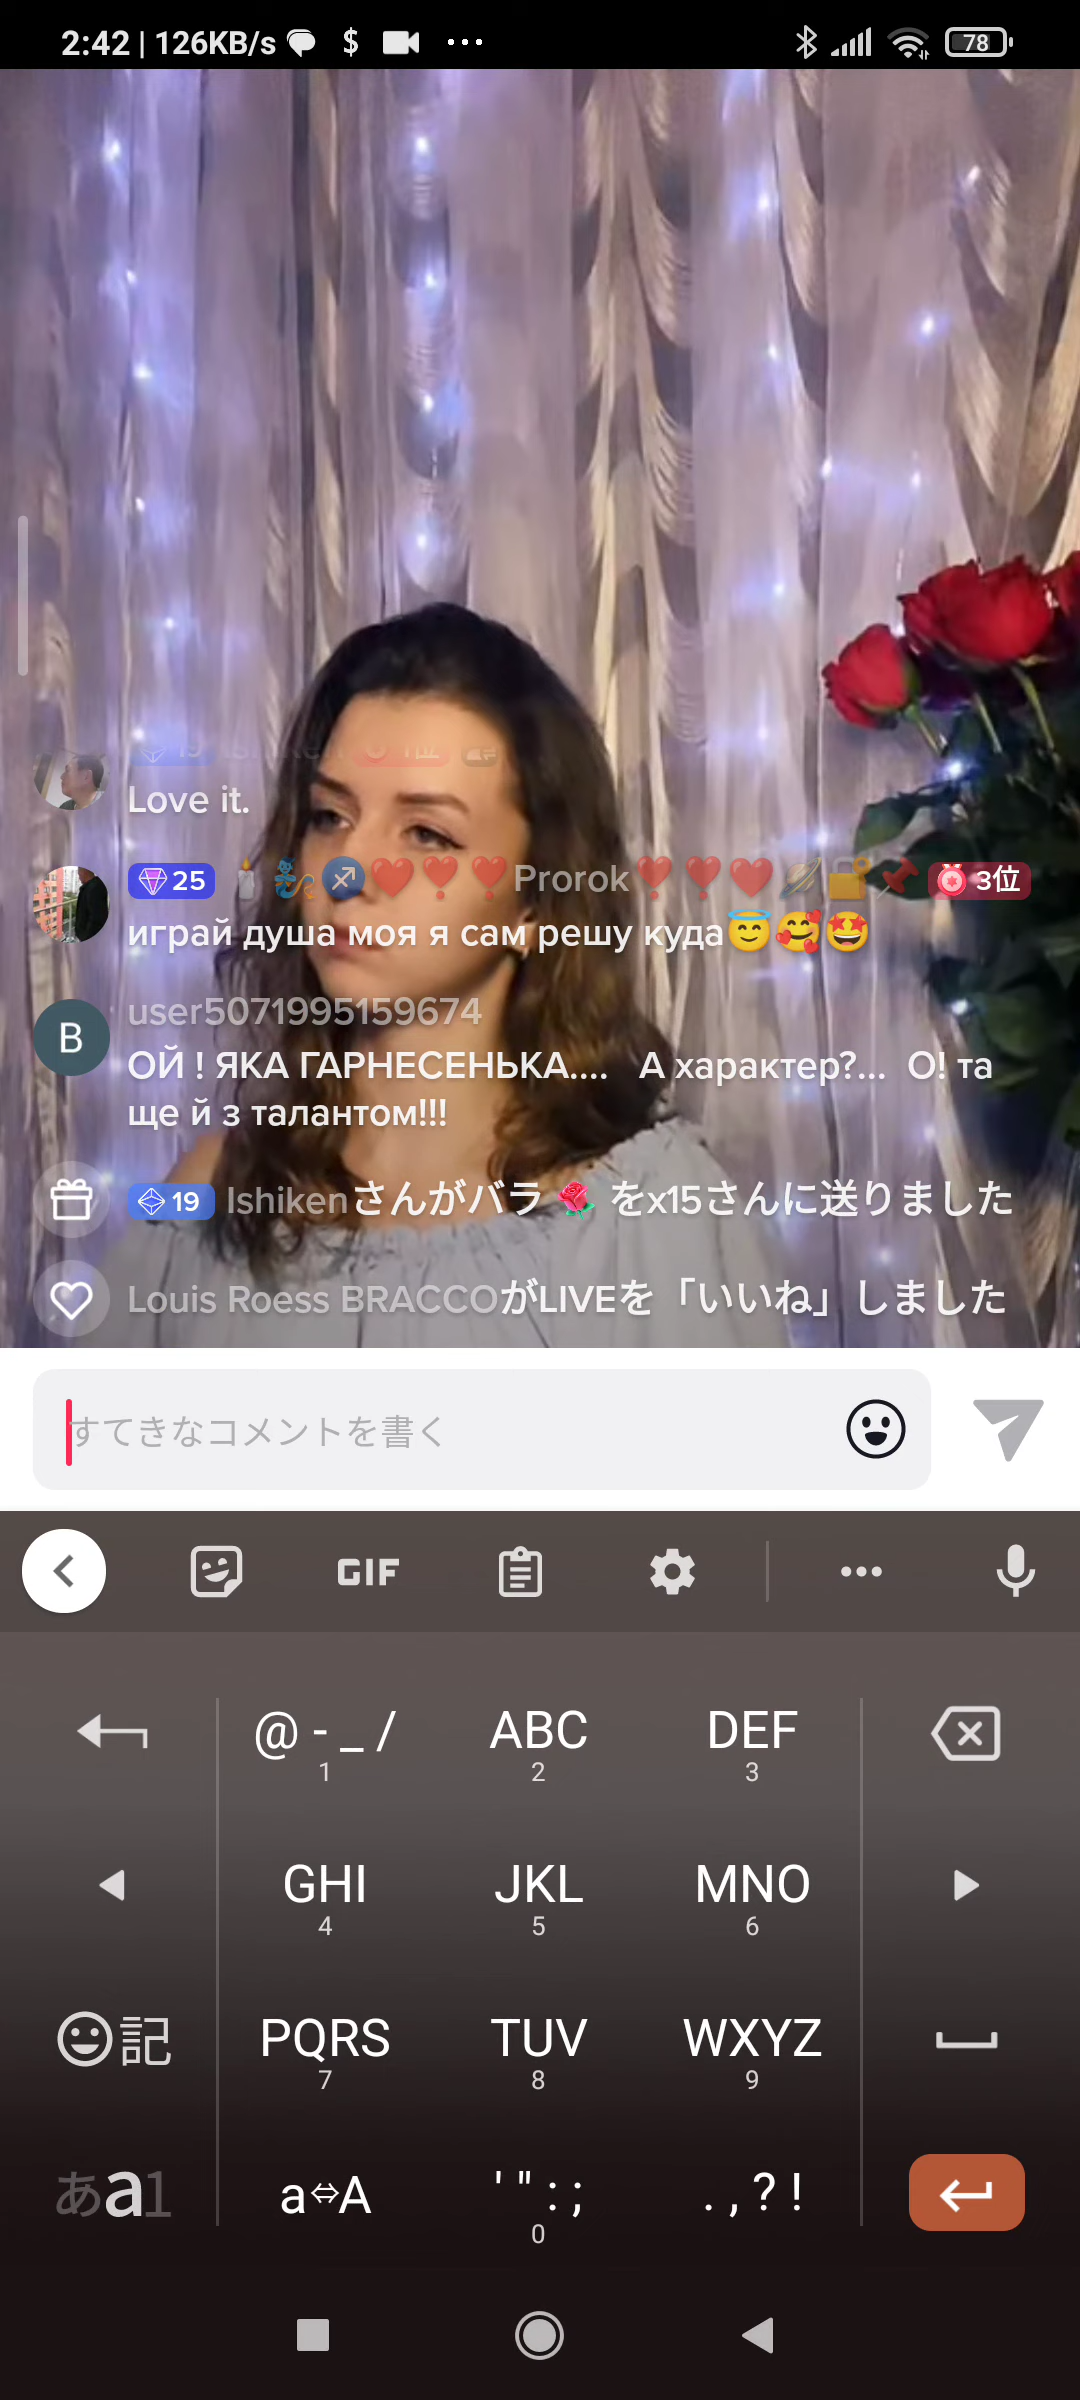 2:42 | 126KB/s $ ... 78
Love it.
25 🕯️🧞‍♂️♐❤️❣️❣️Prorok❣️❣️❤️🪐🔐📌 3位
играй душа моя я сам решу куда😇🥰🤩
user5071995159674
B
ОЙ ! ЯКА ГАРНЕСЕНЬКА.... А характер?... О! та
ще й з талантом!!!
19 Ishikenさんがバラ 🌹 をx15さんに送りました
Louis Roess BRACCOがLIVEを「いいね」しました
すてきなコメントを書く
GIF
@ - _ / ABC DEF
1 2 3
GHI JKL MNO
4 5 6
記 PQRS TUV WXYZ
7 8 9
あa1 a⇔A ' " : ; . , ? !
0